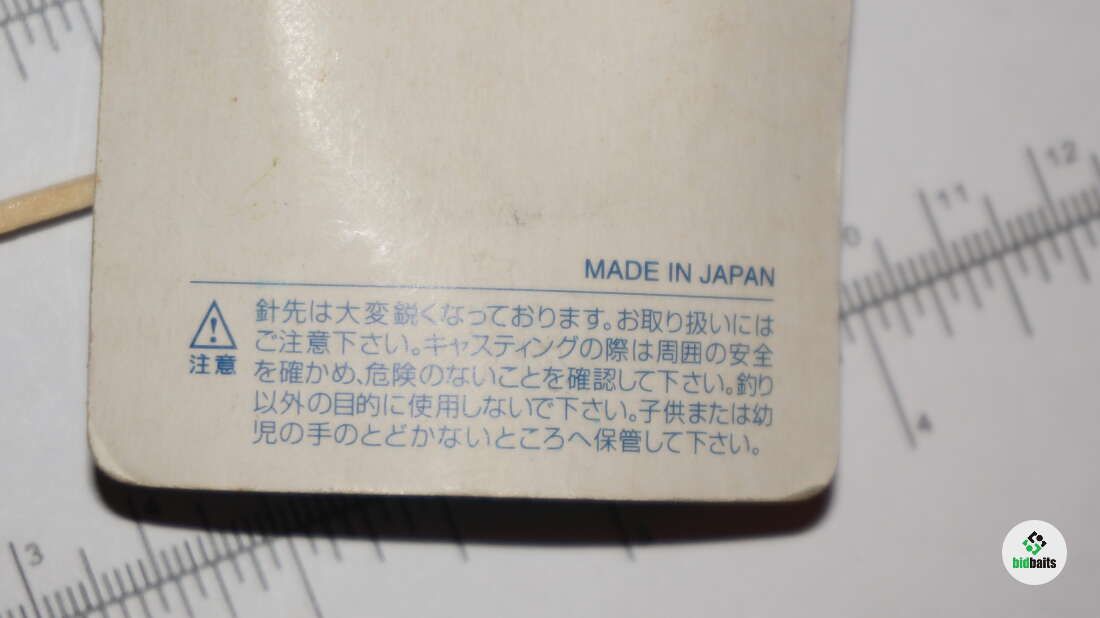 12
11
MADE IN JAPAN
針先は大変鋭くなっております。お取り扱いには
ご注意下さい。キャスティングの際は周囲の安全
を確かめ、危険のないことを確認して下さい。釣り
以外の目的に使用しないで下さい。子供または幼
児の手のとどかないところへ保管して下さい。
注意
4
3
4
bidbaits